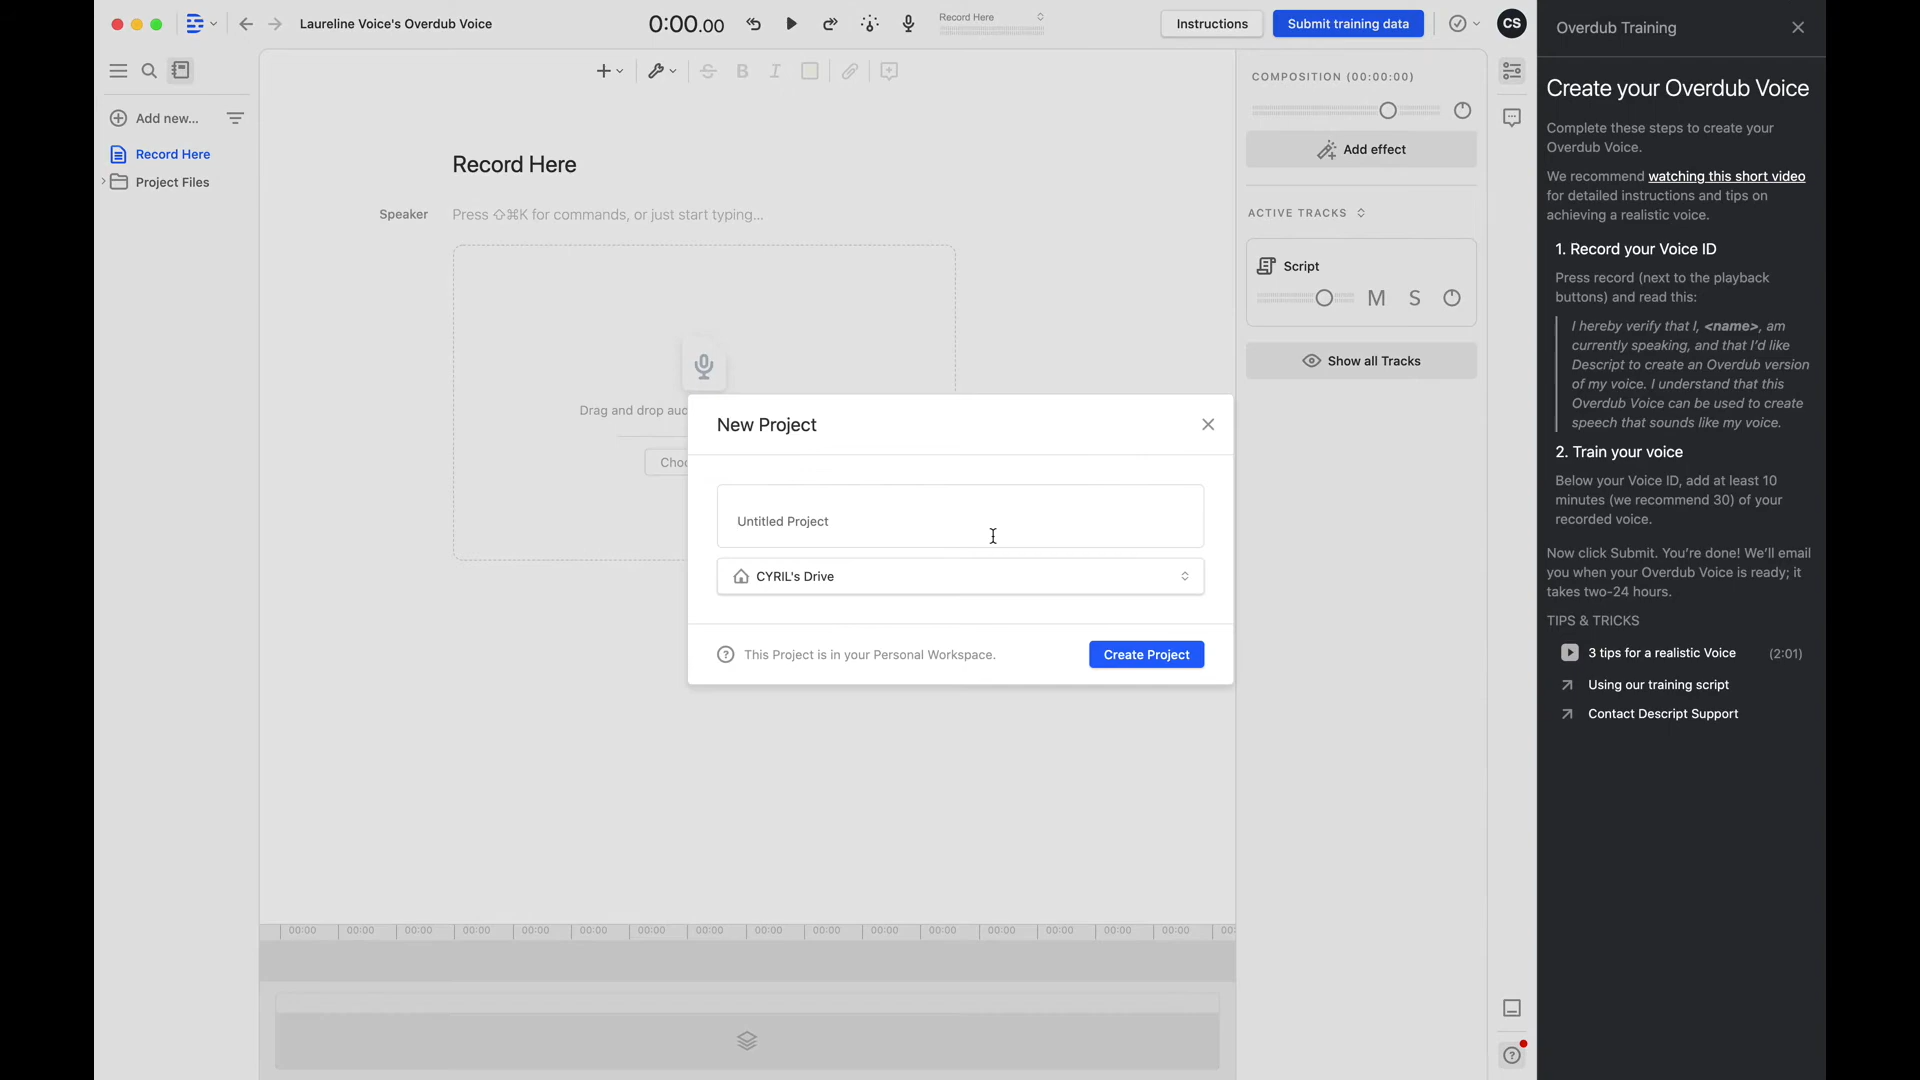 Laureline Voice's Overdub Voice
0:00.00
Record Here
Instructions
Submit training data
CS
Overdub Training
Add new...
Record Here
Project Files
Record Here
Speaker
Press ⇧⌘K for commands, or just start typing...
Drag and drop
COMPOSITION (00:00:00)
Add effect
ACTIVE TRACKS
Script
M S
Show all Tracks
New Project
Untitled Project
CYRIL's Drive
This Project is in your Personal Workspace.
Create Project
00:00 00:00 00:00 00:00 00:00 00:00 00:00 00:00 00:00 00:00 00:00 00:00 00:00 00:00 00:00 00:00
Create your Overdub Voice
Complete these steps to create your
Overdub Voice.
We recommend watching this short video
for detailed instructions and tips on
achieving a realistic voice.
1. Record your Voice ID
Press record (next to the playback
buttons) and read this:
I hereby verify that I, <name>, am
currently speaking, and that I'd like
Descript to create an Overdub version
of my voice. I understand that this
Overdub Voice can be used to create
speech that sounds like my voice.
2. Train your voice
Below your Voice ID, add at least 10
minutes (we recommend 30) of your
recorded voice.
Now click Submit. You're done! We'll email
you when your Overdub Voice is ready; it
takes two-24 hours.
TIPS & TRICKS
3 tips for a realistic Voice (2:01)
Using our training script
Contact Descript Support